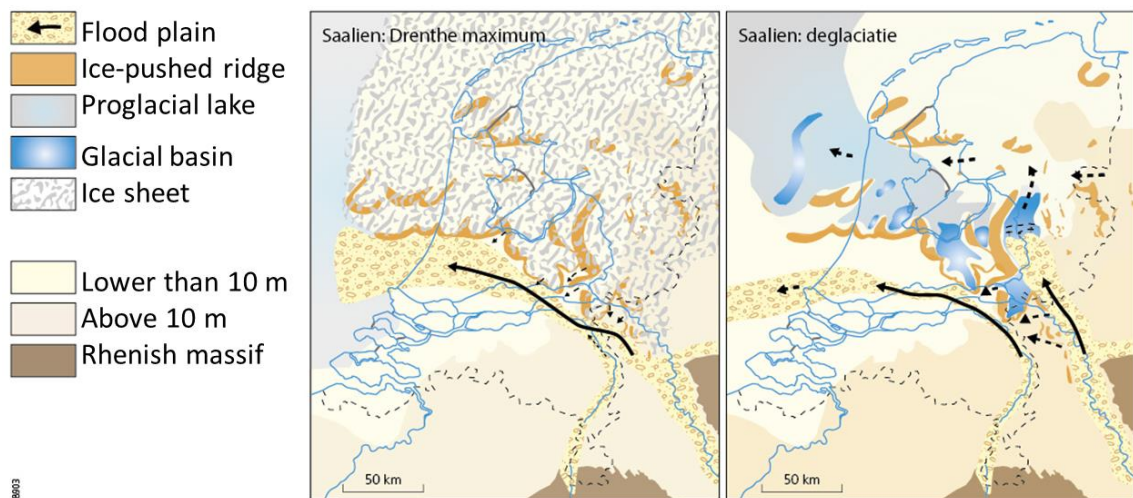 Flood plain
Ice-pushed ridge
Proglacial lake
Glacial basin
Ice sheet
Lower than 10 m
Above 10 m
Rhenish massif
8903
Saalien: Drenthe maximum
50 km
Saalien: deglaciatie
50 km